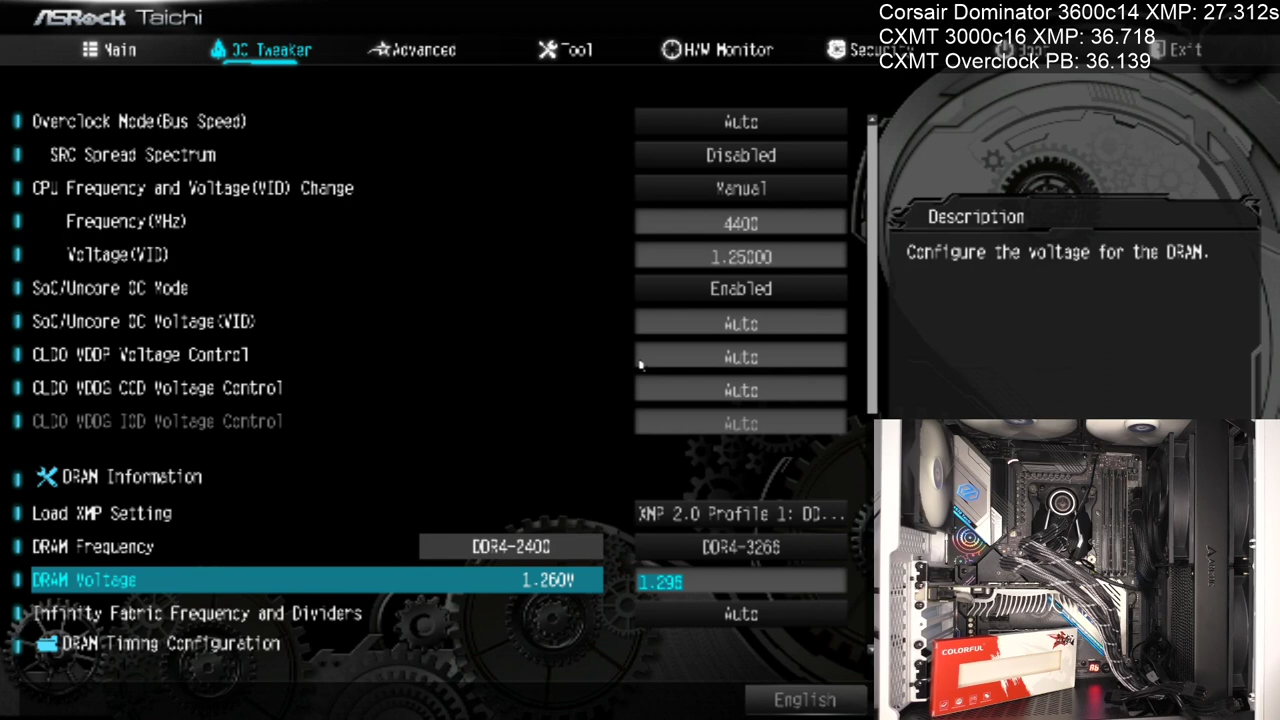 ASRock Taichi
Main
OC Tweaker
Advanced
Tool
H/W Monitor
Security
Exit
Corsair Dominator 3600c14 XMP: 27.312s
CXMT 3000c16 XMP: 36.718
CXMT Overclock PB: 36.139
Overclock Mode(Bus Speed) Auto
SRC Spread Spectrum Disabled
CPU Frequency and Voltage(VID) Change Manual
Frequency(MHz) 4400
Voltage(VID) 1.25000
SoC/Uncore OC Mode Enabled
SoC/Uncore OC Voltage(VID) Auto
CLDO VDDP Voltage Control Auto
CLDO VDDG CCD Voltage Control Auto
CLDO VDDG IOD Voltage Control Auto
DRAM Information
Load XMP Setting XMP 2.0 Profile 1: DD...
DRAM Frequency DDR4-2400 DDR4-3266
DRAM Voltage 1.260V 1.295
Infinity Fabric Frequency and Dividers Auto
DRAM Timing Configuration
Description
Configure the voltage for the DRAM.
COLORFUL
English